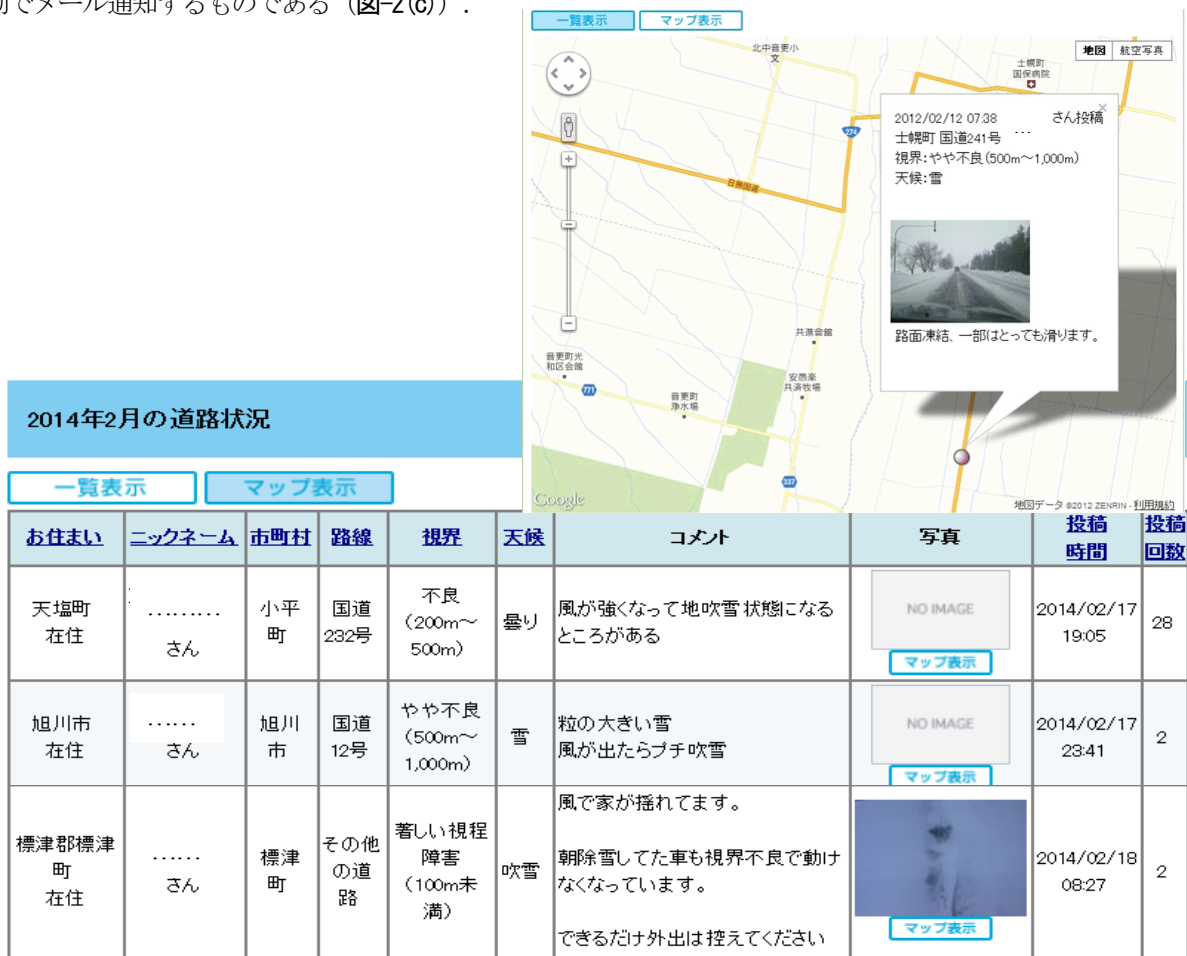 動でメール通知するものである（図-2(c)）.
一覧表示
マップ表示
地図
航空写真
北中音更小
文
士幌町
国保病院
274
日勝国道
2012/02/12 07:38 さん投稿
士幌町 国道241号 ...
視界:やや不良(500m～1,000m)
天候:雪
路面凍結、一部はとっても滑ります。
共進会館
音更町光
和区会館
771
音更町
浄水場
安愚楽
共済牧場
337
Google
地図データ ©2012 ZENRIN - 利用規約
2014年2月の道路状況
一覧表示
マップ表示
お住まい
ニックネーム
市町村
路線
視界
天候
コメント
写真
投稿
時間
投稿
回数
天塩町
在住
.........
さん
小平
町
国道
232号
不良
(200m～
500m)
曇り
風が強くなって地吹雪状態になる
ところがある
NO IMAGE
マップ表示
2014/02/17
19:05
28
旭川市
在住
......
さん
旭川
市
国道
12号
やや不良
(500m～
1,000m)
雪
粒の大きい雪
風が出たらプチ吹雪
NO IMAGE
マップ表示
2014/02/17
23:41
2
標津郡標津
町
在住
......
さん
標津
町
その他
の道
路
著しい視程
障害
(100m未
満)
吹雪
風で家が揺れてます。
朝除雪してた車も視界不良で動け
なくなっています。
できるだけ外出は控えてください
マップ表示
2014/02/18
08:27
2